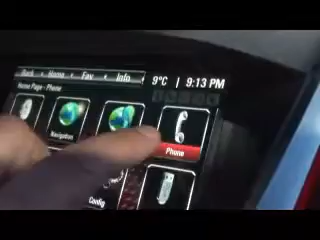 Back Home Fav Info 9°C | 9:13 PM
Home Page - Phone
Navigation
Phone
Config